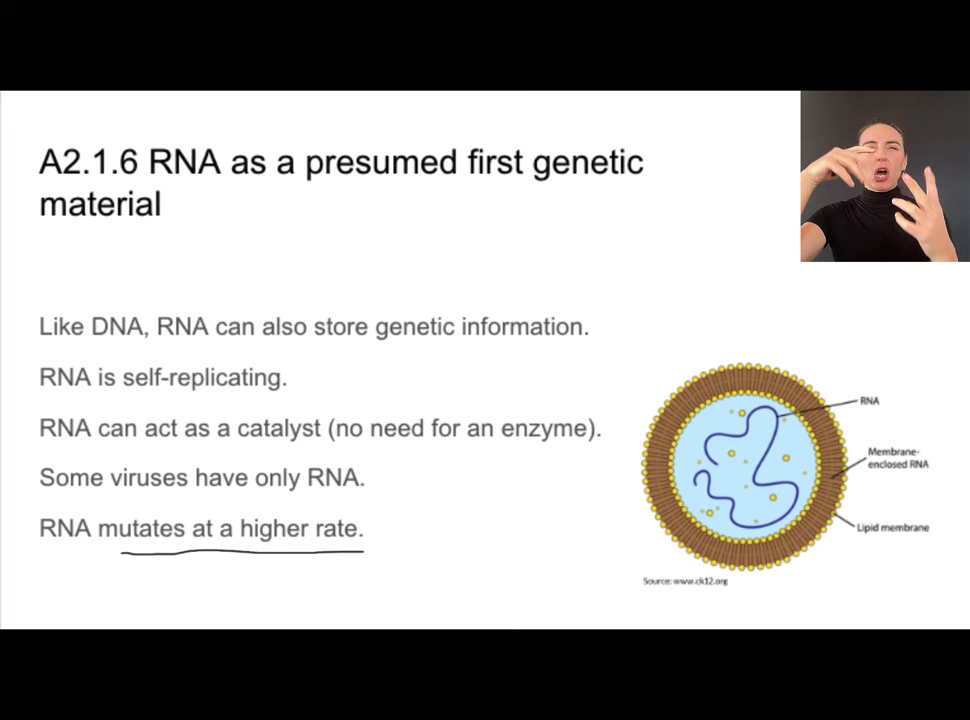 A2.1.6 RNA as a presumed first genetic
material
Like DNA, RNA can also store genetic information.
RNA is self-replicating.
RNA can act as a catalyst (no need for an enzyme).
Some viruses have only RNA.
RNA mutates at a higher rate.
RNA
Membrane-
enclosed RNA
Lipid membrane
Source: www.ck12.org